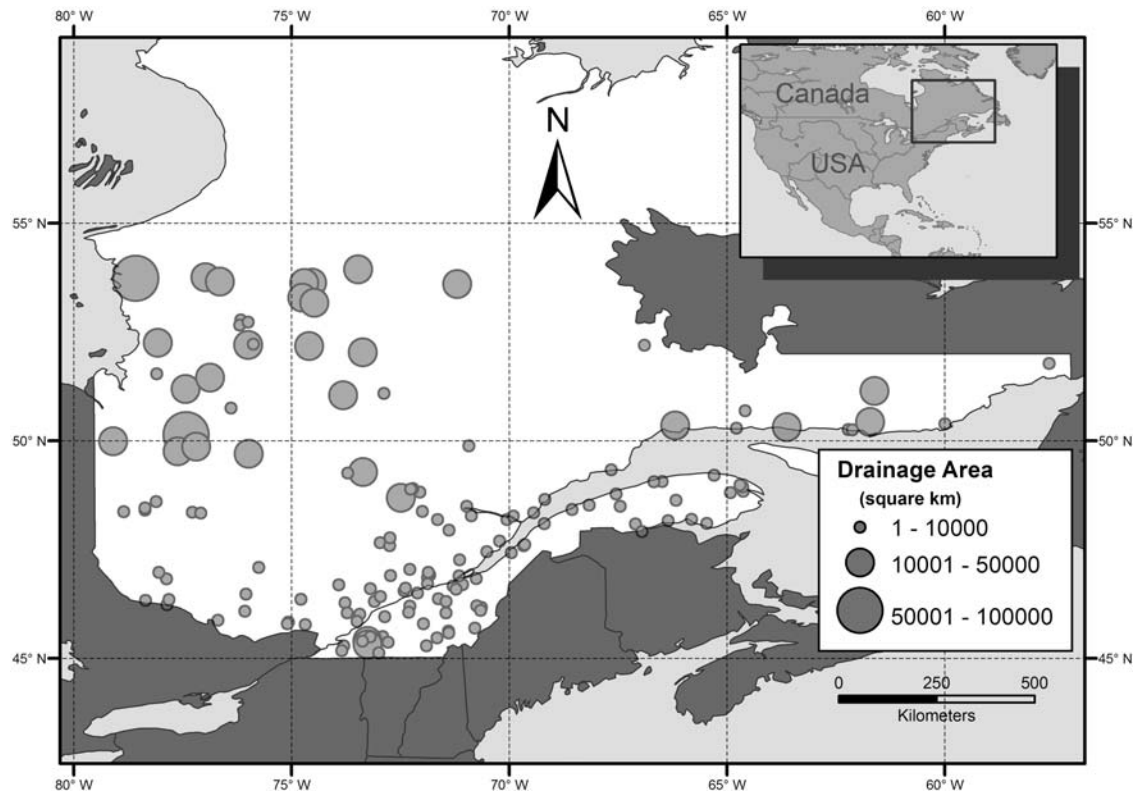 80° W 75° W 70° W 65° W 60° W
Canada
USA
N
55° N 55° N
50° N 50° N
Drainage Area
(square km)
1 - 10000
10001 - 50000
50001 - 100000
45° N 45° N
0 250 500
Kilometers
80° W 75° W 70° W 65° W 60° W